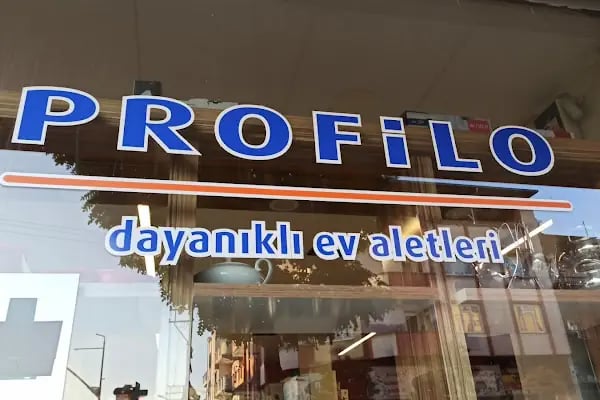 PROFiLO
dayanıklı ev aletleri